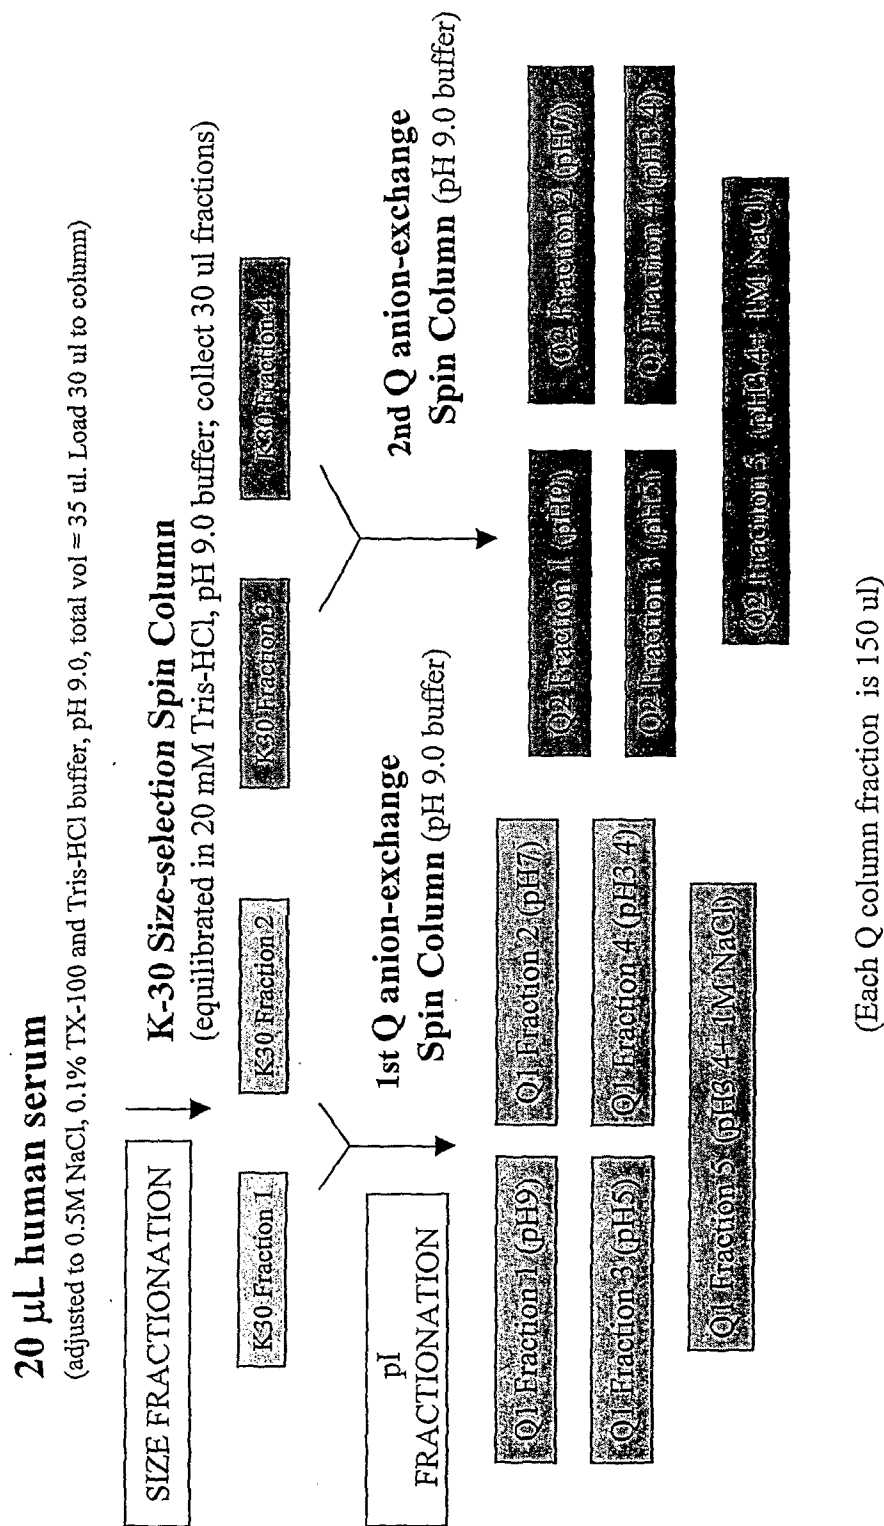 20 µL human serum
(adjusted to 0.5M NaCl, 0.1% TX-100 and Tris-HCl buffer, pH 9.0, total vol = 35 ul. Load 30 ul to column)
SIZE FRACTIONATION
K-30 Size-selection Spin Column
(equilibrated in 20 mM Tris-HCl, pH 9.0 buffer; collect 30 ul fractions)
K30 Fraction 1
K30 Fraction 2
K30 Fraction 3
K30 Fraction 4
pI
FRACTIONATION
1st Q anion-exchange
Spin Column (pH 9.0 buffer)
2nd Q anion-exchange
Spin Column (pH 9.0 buffer)
Q1 Fraction 1 (pH9)
Q1 Fraction 2 (pH7)
Q1 Fraction 3 (pH5)
Q1 Fraction 4 (pH3.4)
Q1 Fraction 5 (pH3.4+ 1M NaCl)
Q2 Fraction 1 (pH9)
Q2 Fraction 2 (pH7)
Q2 Fraction 3 (pH5)
Q2 Fraction 4 (pH3.4)
Q2 Fraction 5 (pH3.4+ 1M NaCl)
(Each Q column fraction is 150 ul)